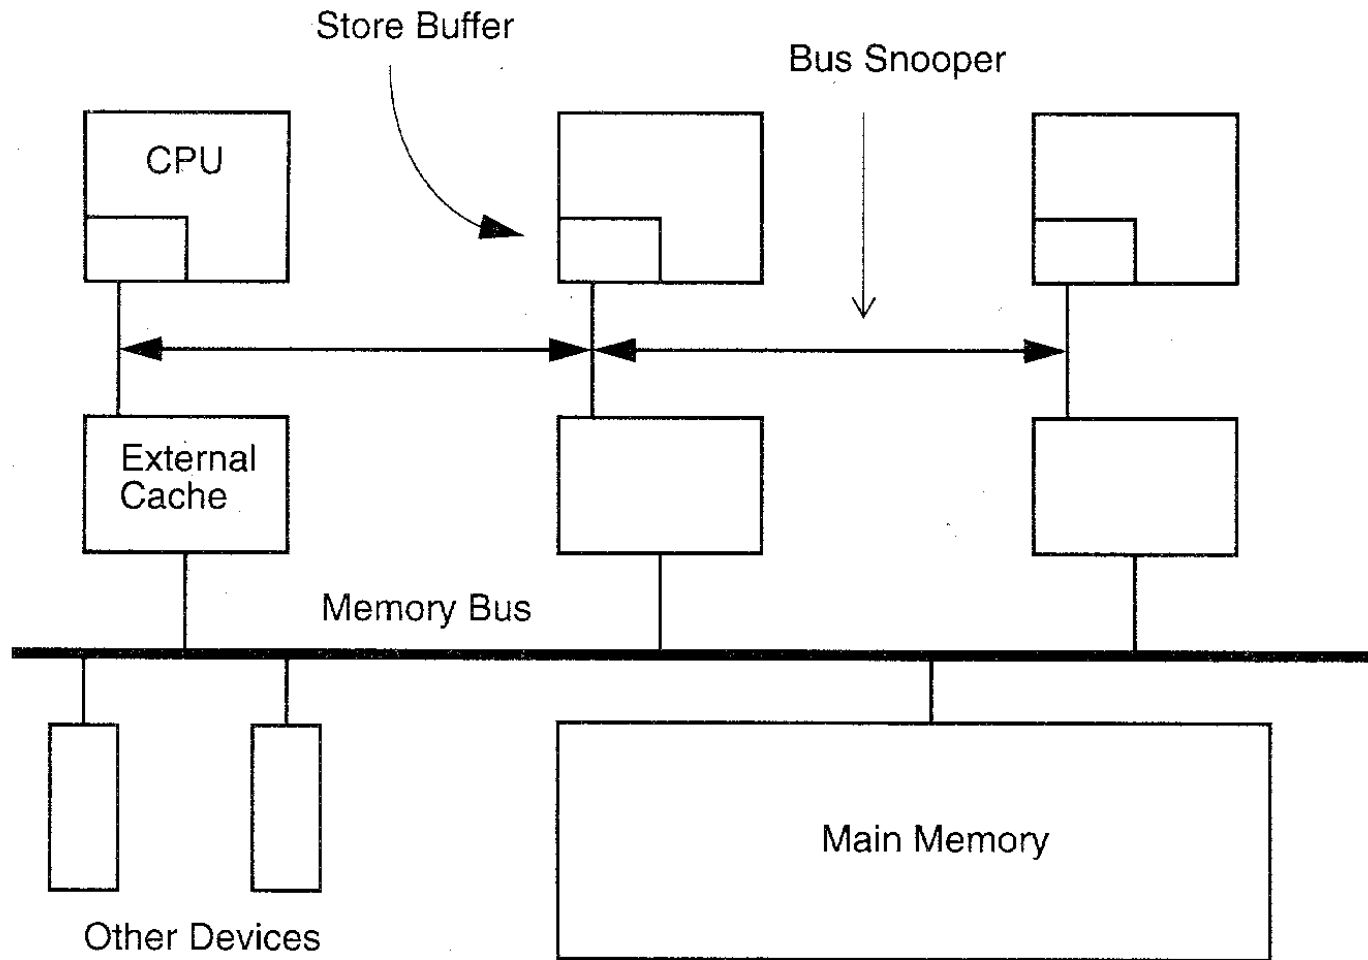 Store Buffer
Bus Snooper
CPU
External
Cache
Memory Bus
Main Memory
Other Devices